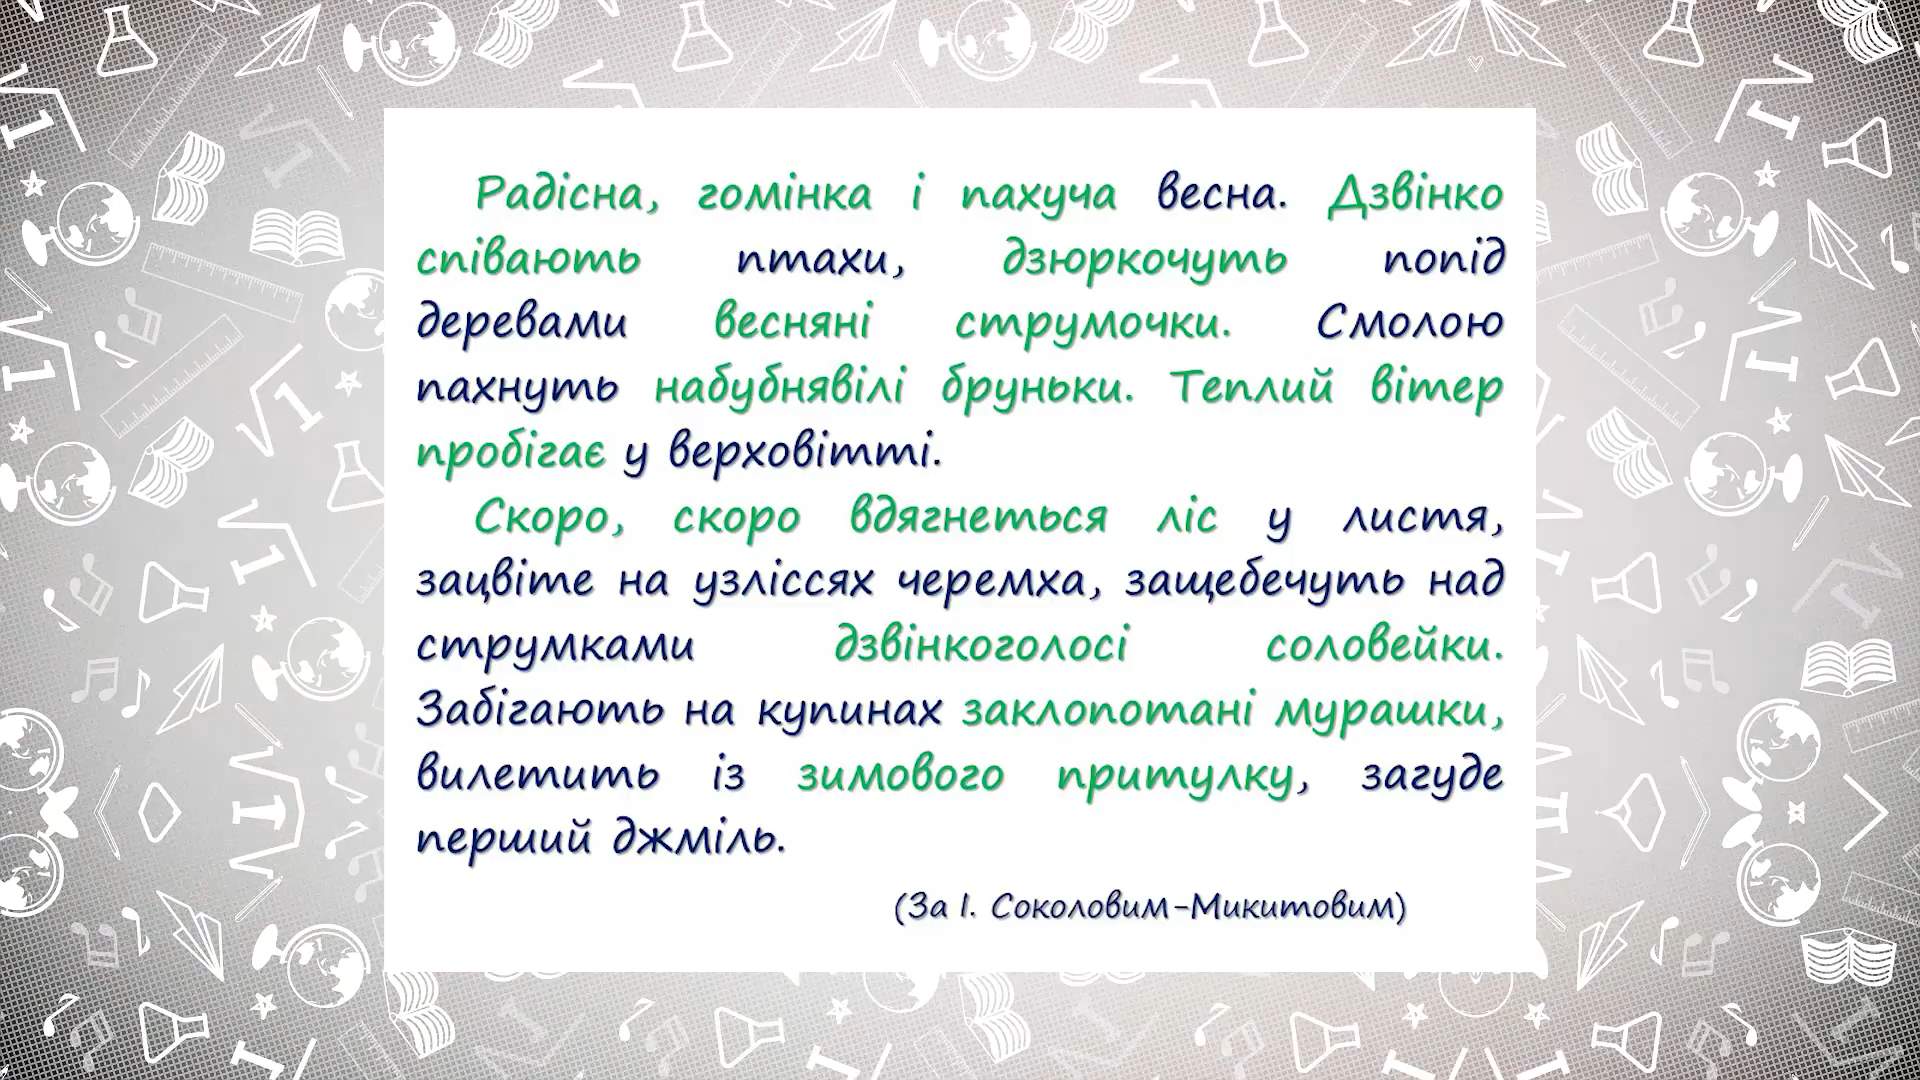 Радісна, гомінка і пахуча весна. Дзвінко
співають птахи, дзюркочуть попід
деревами весняні струмочки. Смолою
пахнуть набубнявілі бруньки. Теплий вітер
пробігає у верховітті.
Скоро, скоро вдягнеться ліс у листя,
зацвіте на узліссях черемха, защебечуть над
струмками дзвінкоголосі соловейки.
Забігають на купинах заклопотані мурашки,
вилетить із зимового притулку, загуде
перший джміль.
(За І. Соколовим-Микитовим)